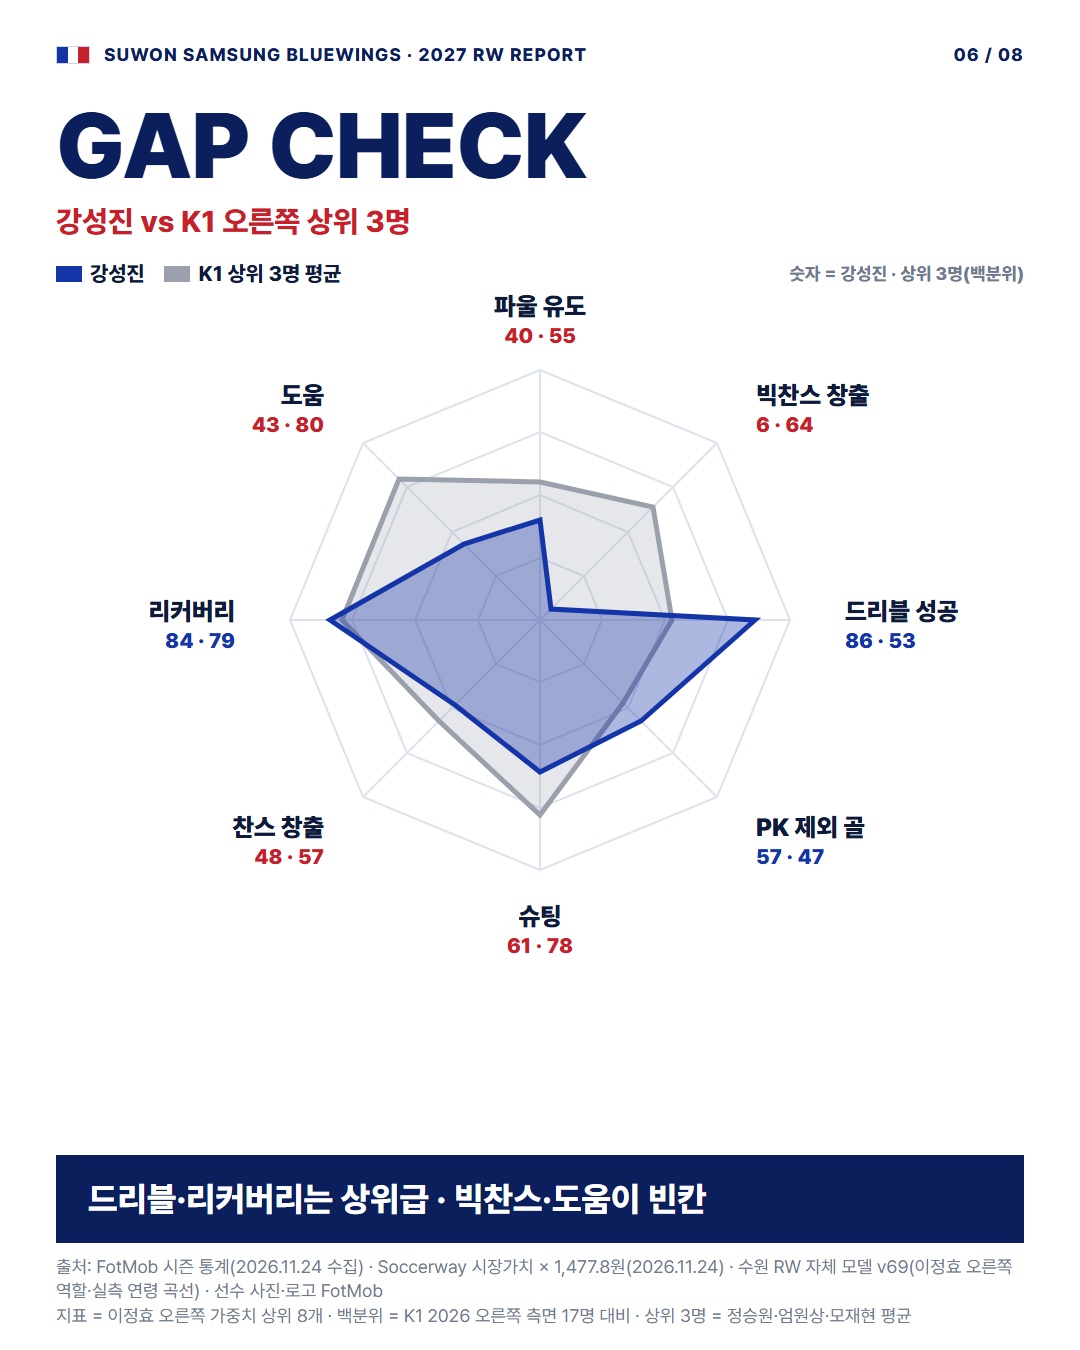 SUWON SAMSUNG BLUEWINGS · 2027 RW REPORT
06 / 08
GAP CHECK
강성진 vs K1 오른쪽 상위 3명
강성진
K1 상위 3명 평균
숫자 = 강성진 · 상위 3명(백분위)
파울 유도
40 · 55
도움
43 · 80
빅찬스 창출
6 · 64
리커버리
84 · 79
드리블 성공
86 · 53
찬스 창출
48 · 57
PK 제외 골
57 · 47
슈팅
61 · 78
드리블·리커버리는 상위급 · 빅찬스·도움이 빈칸
출처: FotMob 시즌 통계(2026.11.24 수집) · Soccerway 시장가치 × 1,477.8원(2026.11.24) · 수원 RW 자체 모델 v69(이정효 오른쪽
역할·실측 연령 곡선) · 선수 사진·로고 FotMob
지표 = 이정효 오른쪽 가중치 상위 8개 · 백분위 = K1 2026 오른쪽 측면 17명 대비 · 상위 3명 = 정승원·엄원상·모재현 평균